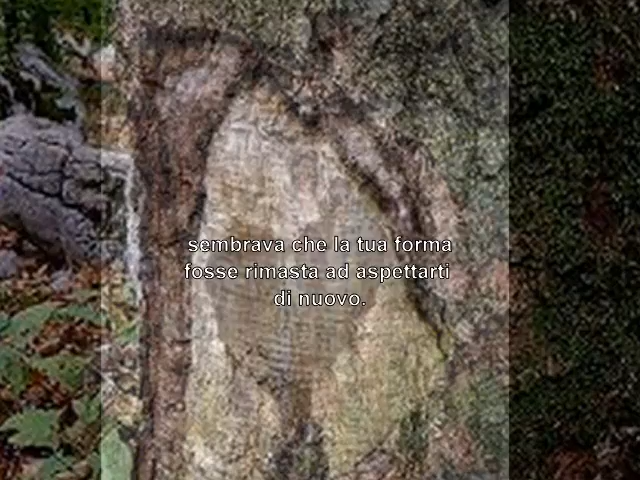 sembrava che la tua forma
fosse rimasta ad aspettarti
di nuovo.